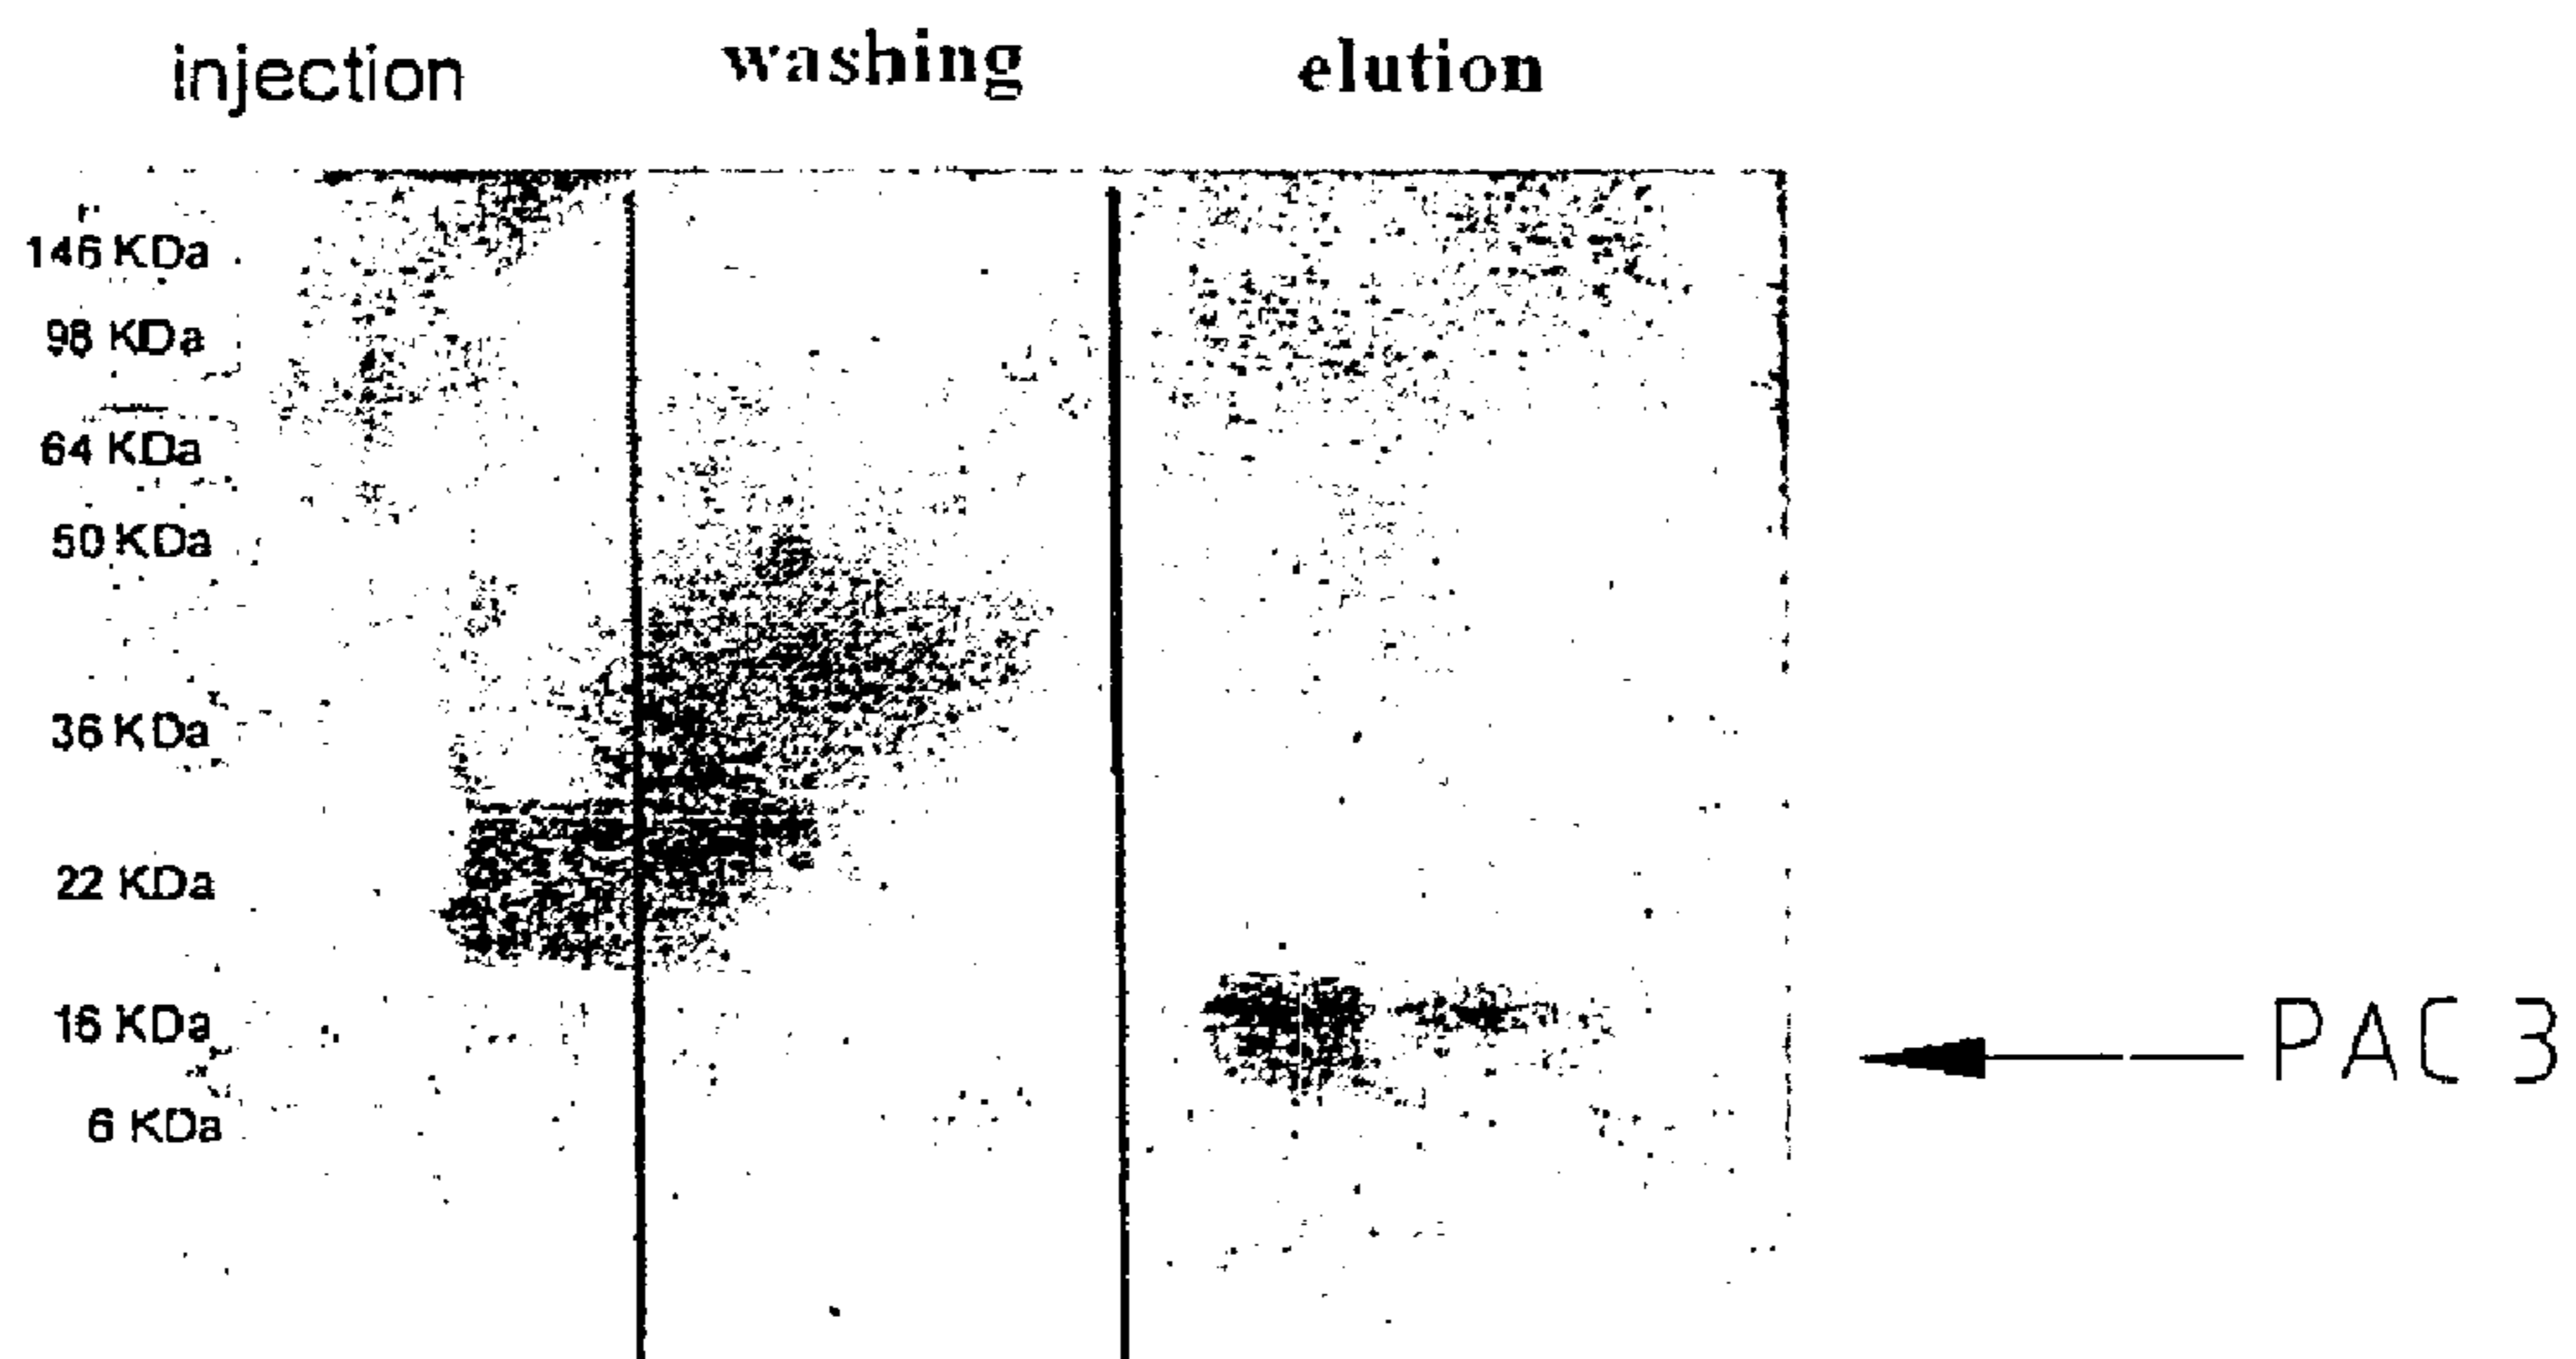 injection washing elution
146 KDa
98 KDa
64 KDa
50 KDa
36 KDa
22 KDa
16 KDa
PAC 3
6 KDa